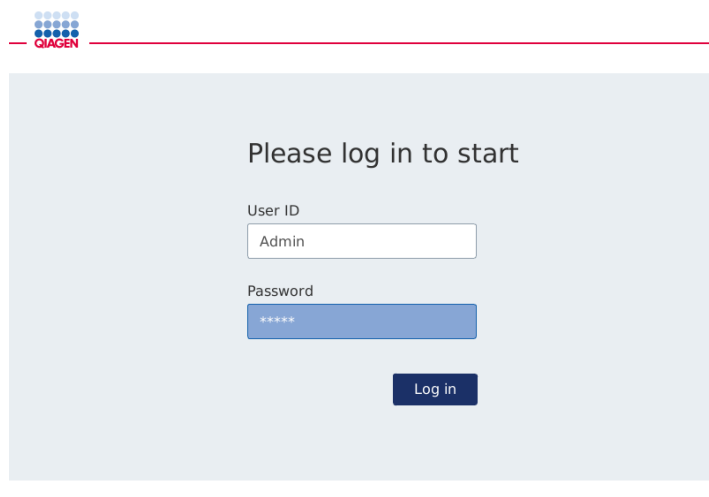 QIAGEN
Please log in to start
User ID
Admin
Password
*****
Log in